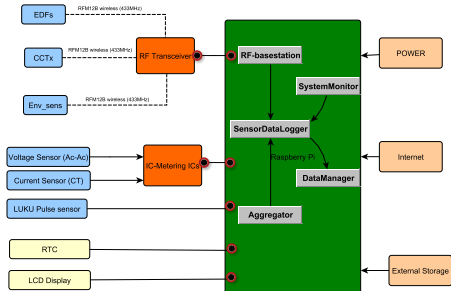 EDFs
RFM12B wireless (433MHz)
CCTx
RFM12B wireless (433MHz)
RF Transceiver
RF-basestation
POWER
SystemMonitor
Env_sens
RFM12B wireless (433MHz)
SensorDataLogger
Voltage Sensor (Ac-Ac)
IC-Metering ICs
Raspberry Pi
Internet
Current Sensor (CT)
DataManager
LUKU Pulse sensor
Aggregator
RTC
External Storage
LCD Display